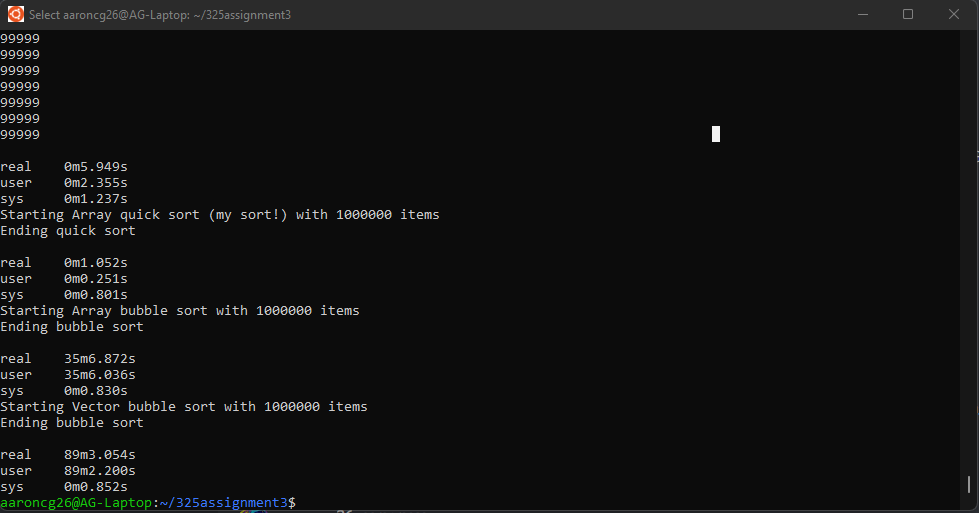 Select aaroncg26@AG-Laptop: ~/325assignment3
99999
99999
99999
99999
99999
99999
99999
real 0m5.949s
user 0m2.355s
sys 0m1.237s
Starting Array quick sort (my sort!) with 1000000 items
Ending quick sort
real 0m1.052s
user 0m0.251s
sys 0m0.801s
Starting Array bubble sort with 1000000 items
Ending bubble sort
real 35m6.872s
user 35m6.036s
sys 0m0.830s
Starting Vector bubble sort with 1000000 items
Ending bubble sort
real 89m3.054s
user 89m2.200s
sys 0m0.852s
aaroncg26@AG-Laptop:~/325assignment3$